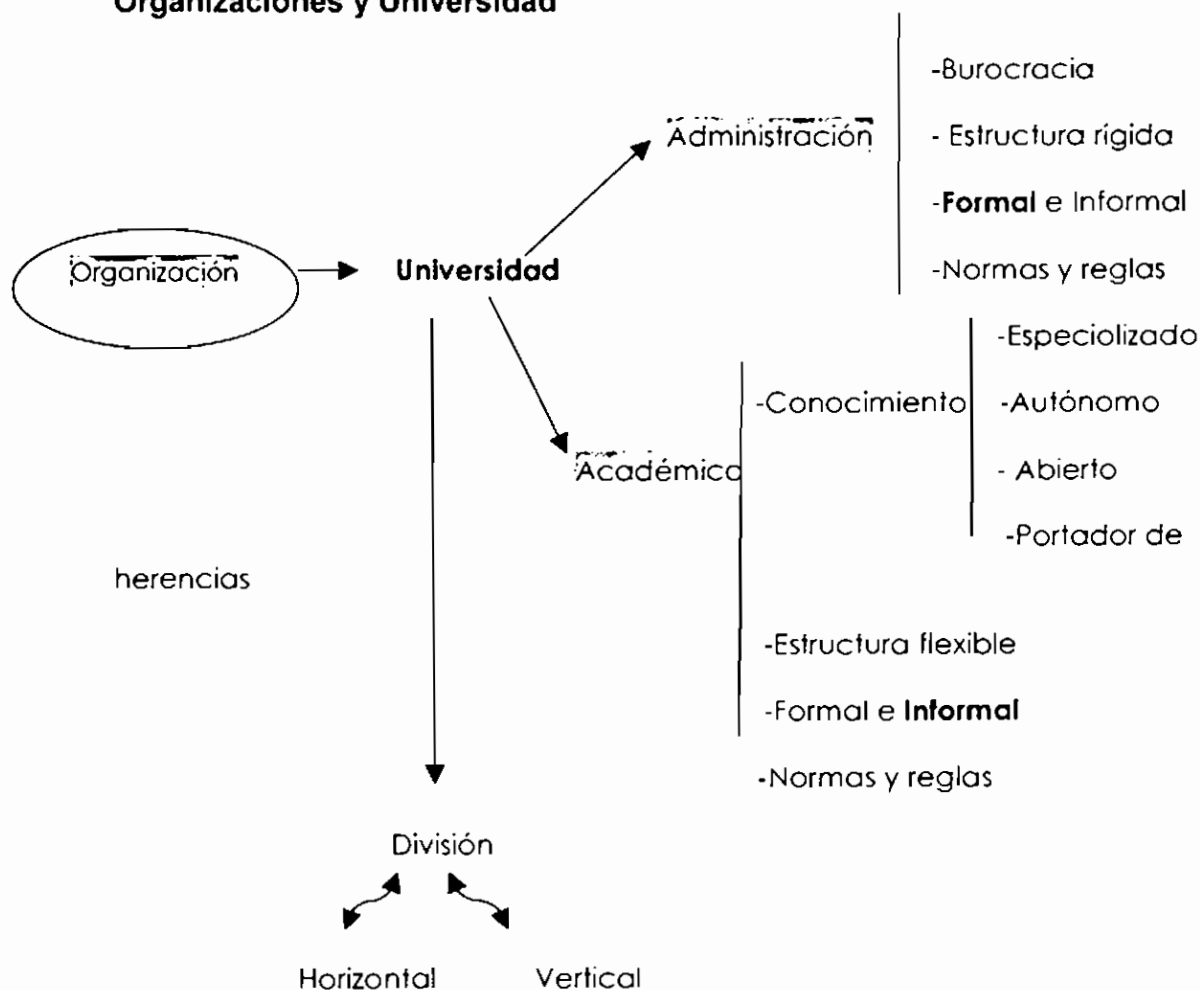 Organizaciones y Universidad
-Burocracia
Administración
- Estructura rígida
-Formal e Informal
Organización
Universidad
-Normas y reglas
-Especiolizado
-Conocimiento
-Autónomo
Académico
- Abierto
-Portador de
herencias
-Estructura flexible
-Formal e Informal
-Normas y reglas
División
Horizontal
Vertical